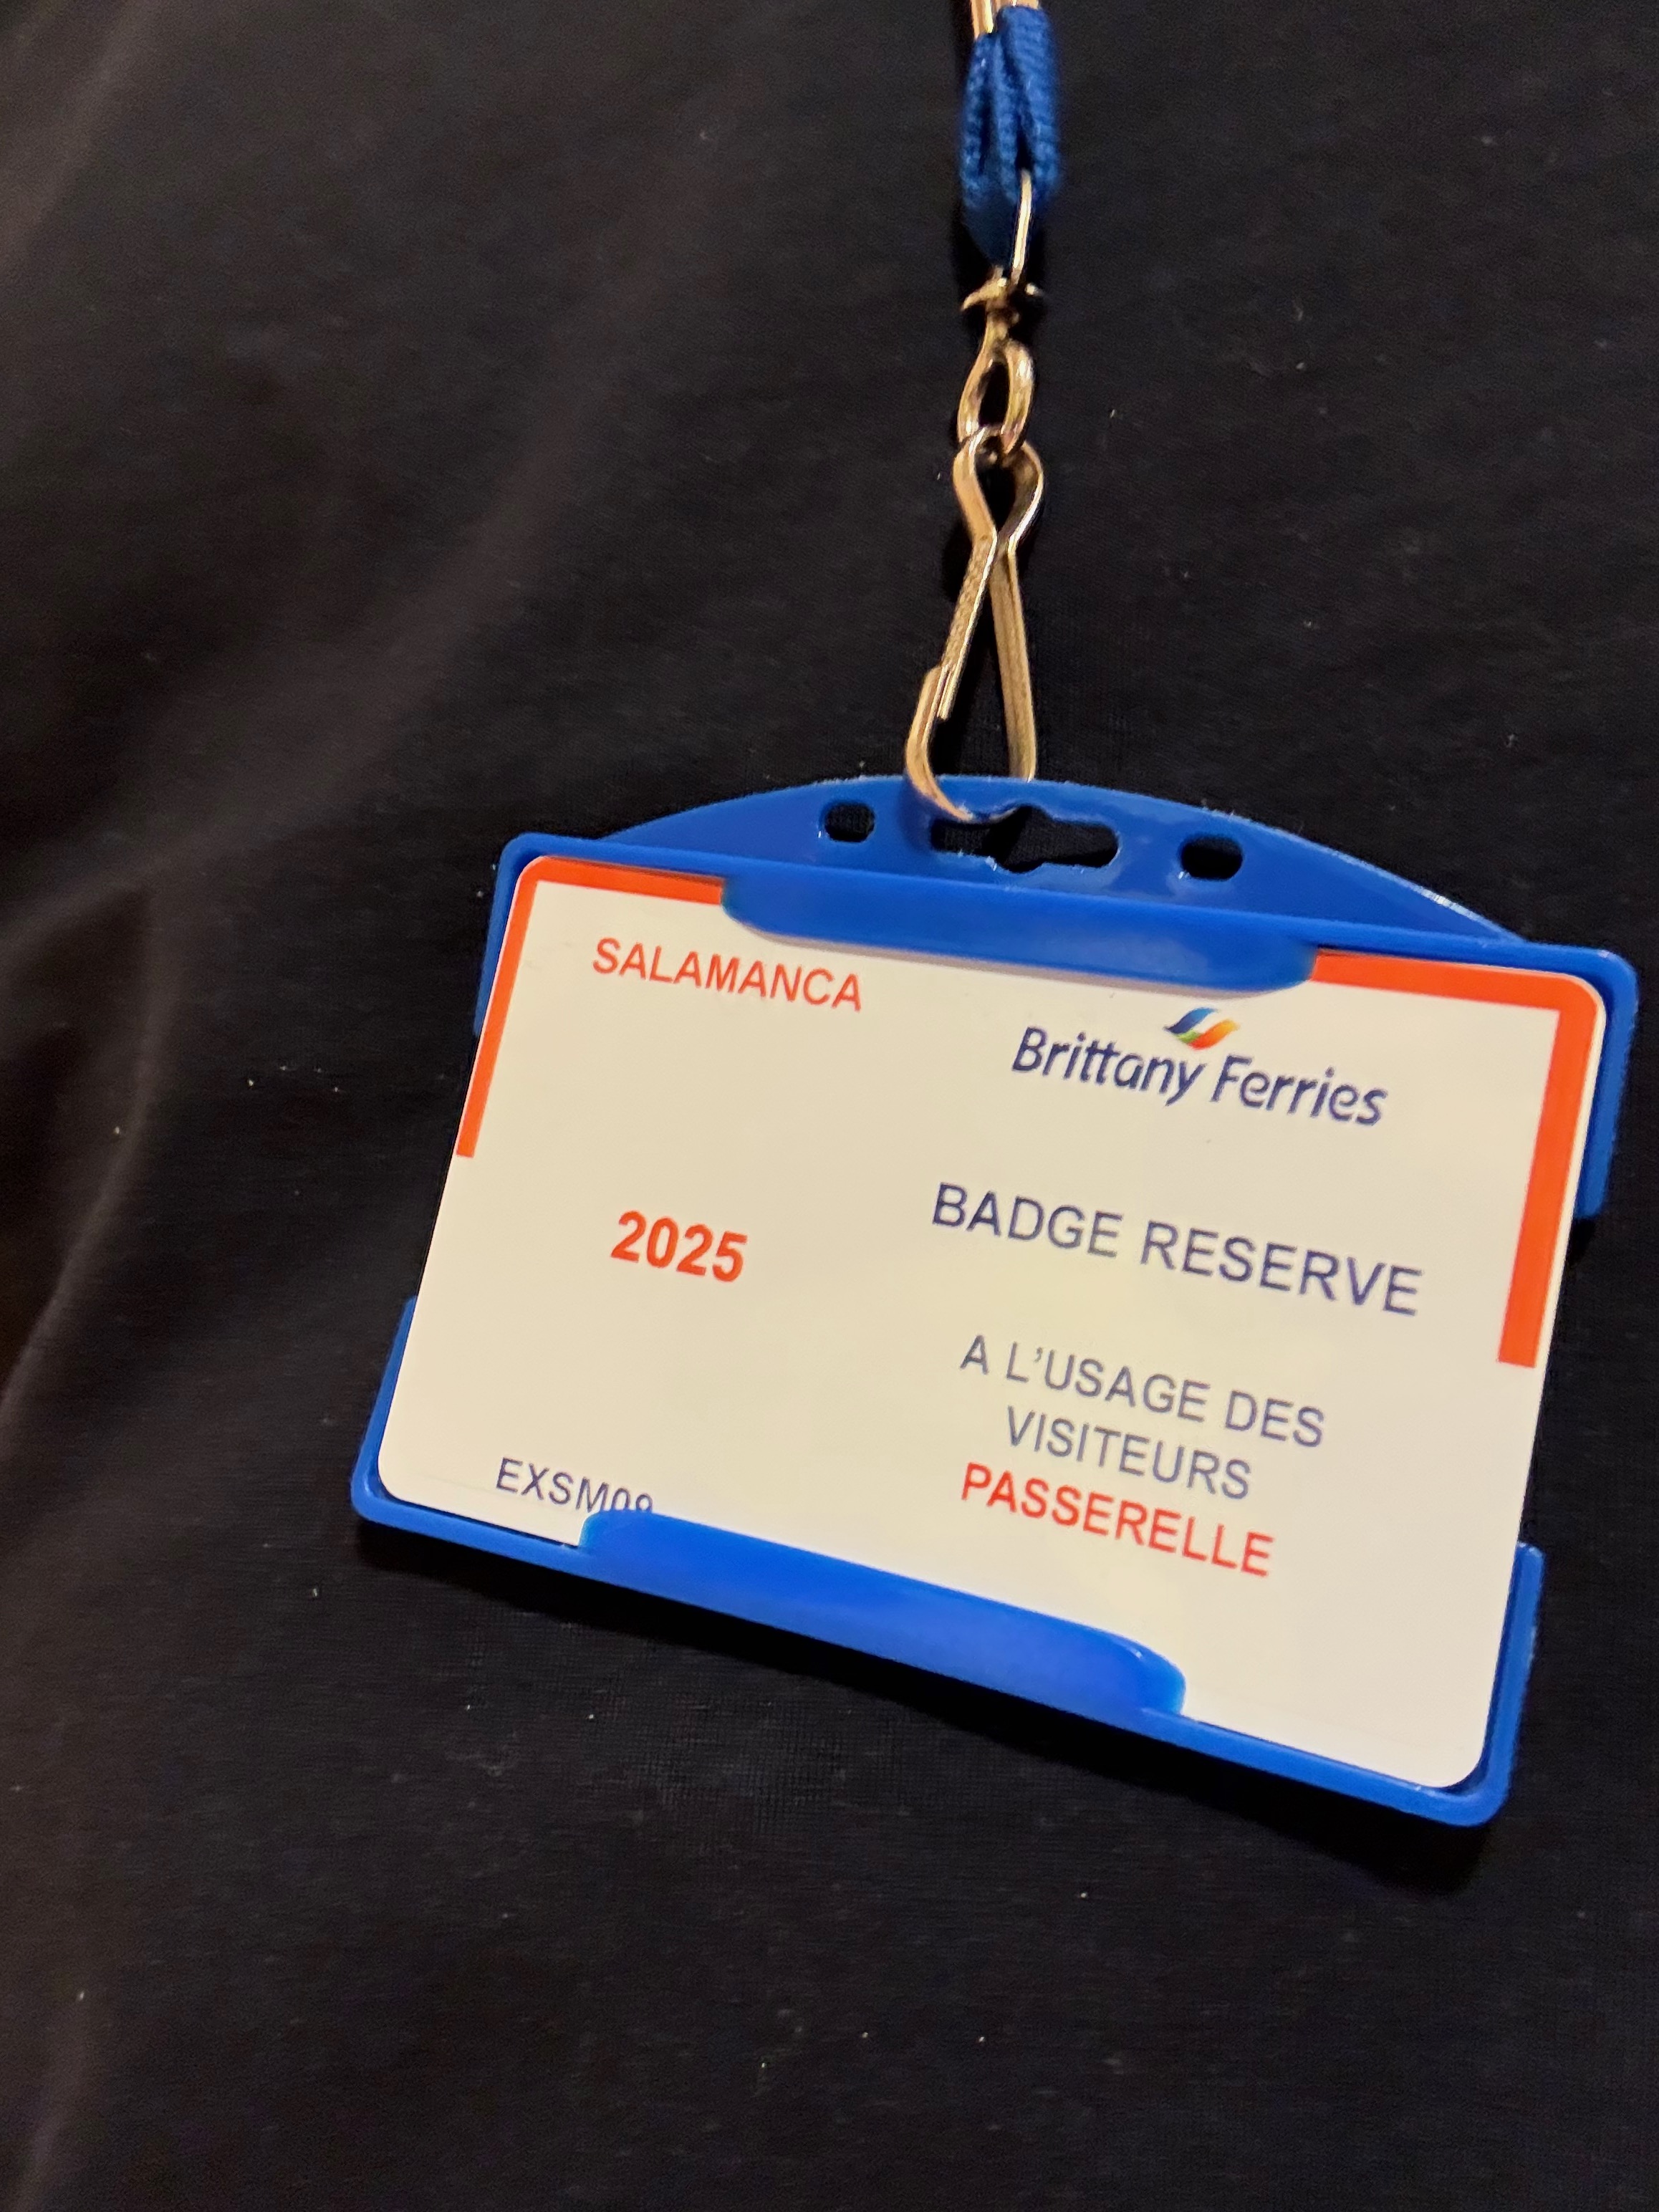 SALAMANCA
Brittany Ferries
2025
BADGE RESERVE
A L'USAGE DES
VISITEURS
PASSERELLE